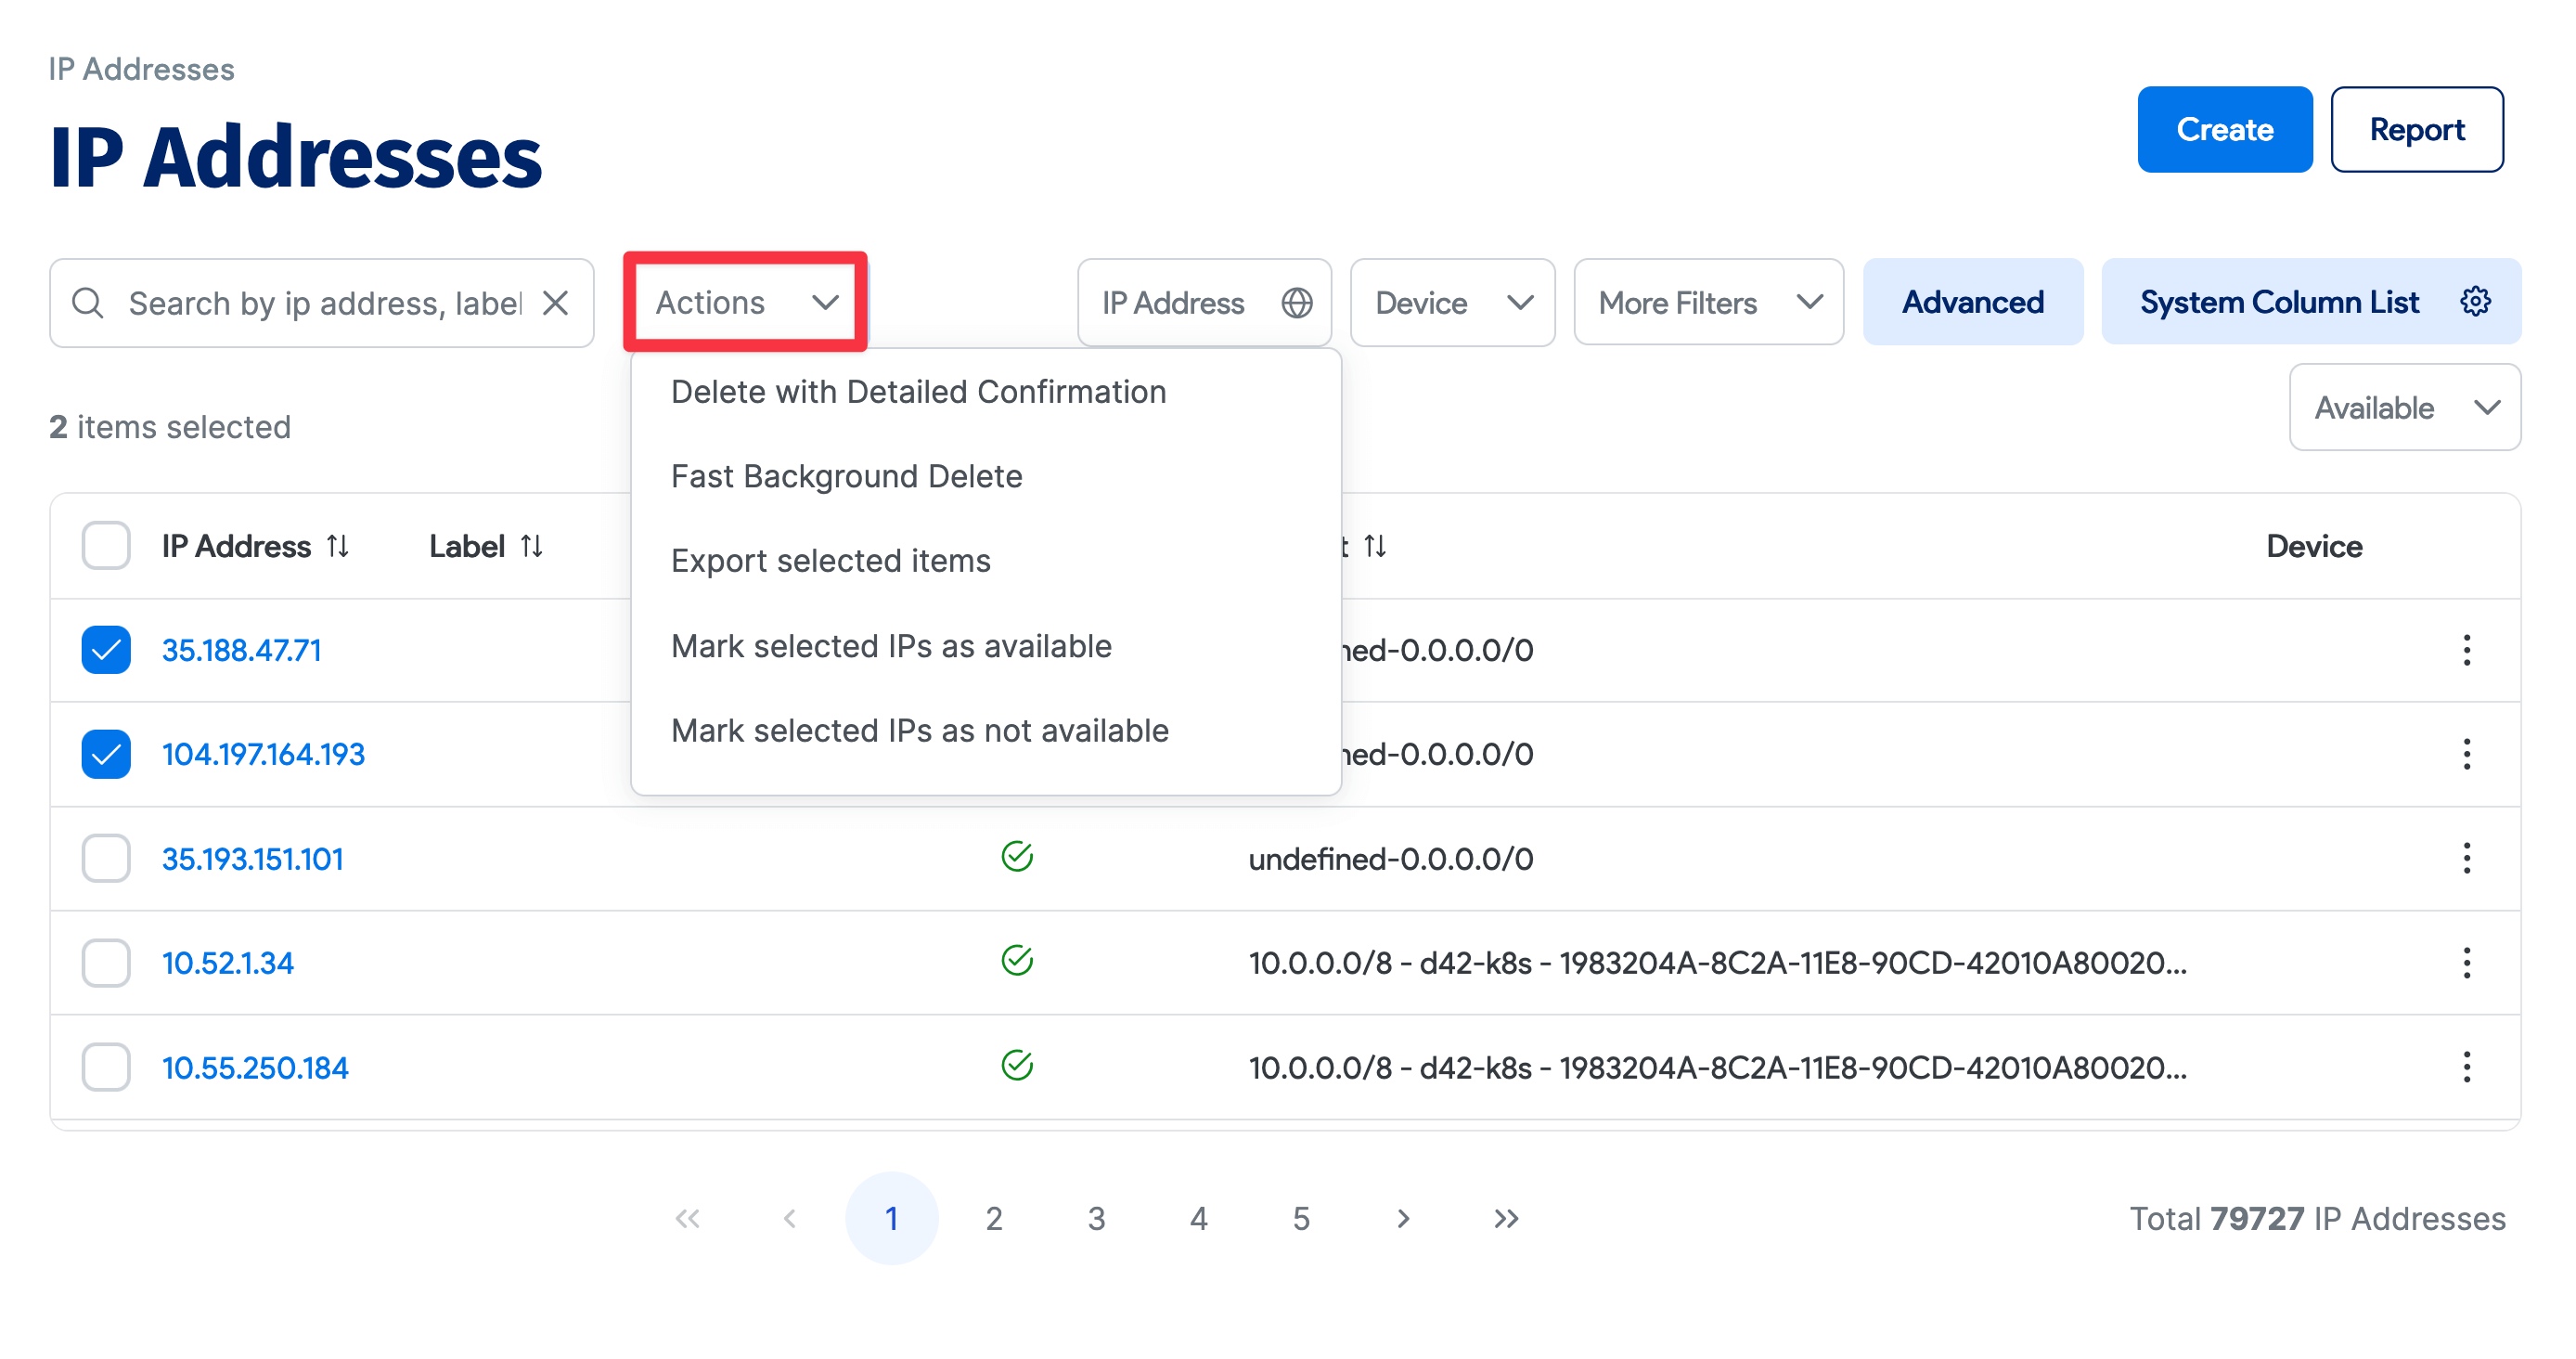 IP Addresses
IP Addresses
Create
Report
Search by ip address, label
Actions
IP Address
Device
More Filters
Advanced
System Column List
Delete with Detailed Confirmation
Fast Background Delete
Export selected items
Mark selected IPs as available
Mark selected IPs as not available
2 items selected
Available
IP Address
Label
t
Device
35.188.47.71
ned-0.0.0.0/0
104.197.164.193
ned-0.0.0.0/0
35.193.151.101
undefined-0.0.0.0/0
10.52.1.34
10.0.0.0/8 - d42-k8s - 1983204A-8C2A-11E8-90CD-42010A80020...
10.55.250.184
10.0.0.0/8 - d42-k8s - 1983204A-8C2A-11E8-90CD-42010A80020...
1 2 3 4 5
Total 79727 IP Addresses